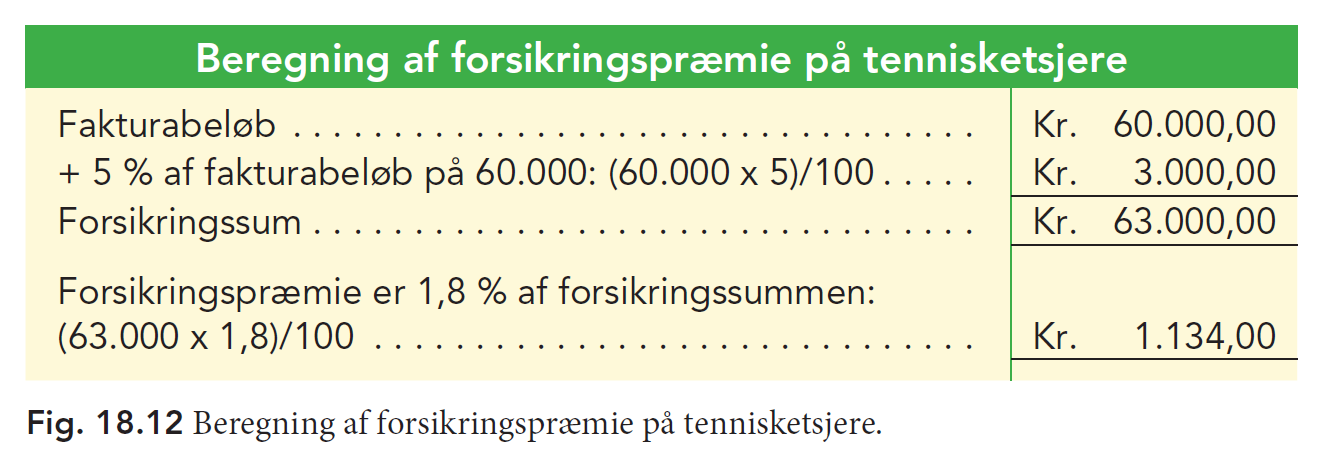 Beregning af forsikringspræmie på tennisketsjere
Fakturabeløb . . . . . . . . . . . . . . . . . . . . . . . . . . . . . . . . . . Kr. 60.000,00
+ 5 % af fakturabeløb på 60.000: (60.000 x 5)/100 . . . . . Kr. 3.000,00
Forsikringssum . . . . . . . . . . . . . . . . . . . . . . . . . . . . . . . . . Kr. 63.000,00
Forsikringspræmie er 1,8 % af forsikringssummen:
(63.000 x 1,8)/100 . . . . . . . . . . . . . . . . . . . . . . . . . . . . . . Kr. 1.134,00
Fig. 18.12 Beregning af forsikringspræmie på tennisketsjere.